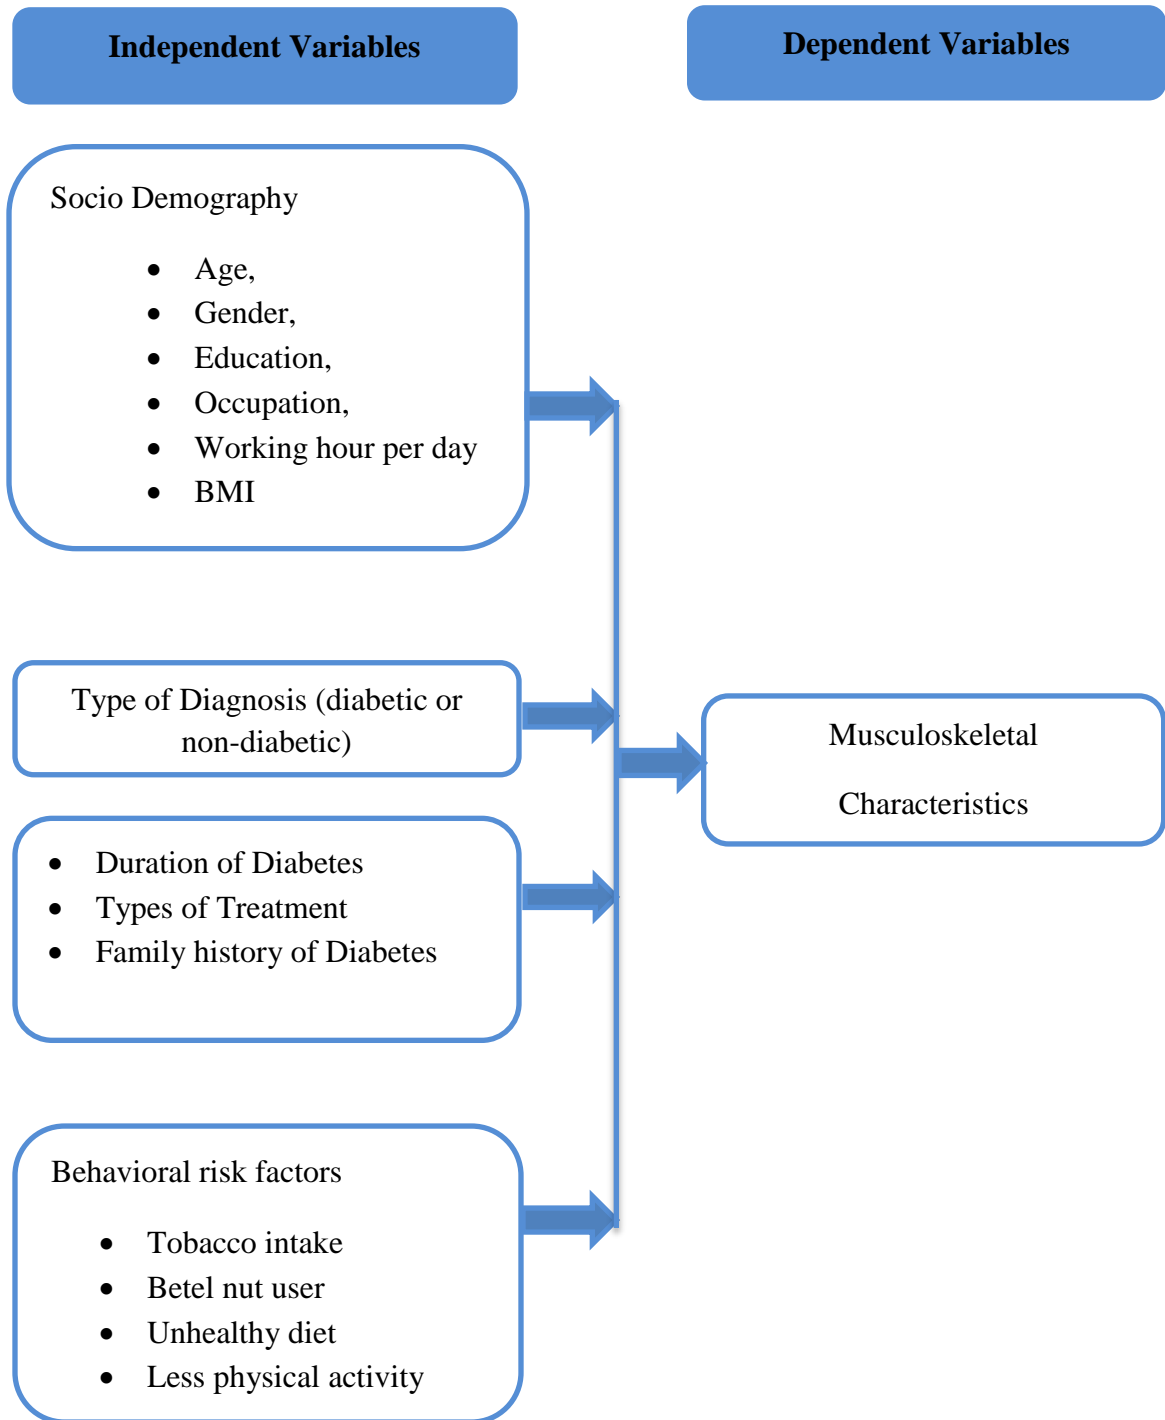 Independent Variables
Dependent Variables
Socio Demography
• Age,
• Gender,
• Education,
• Occupation,
• Working hour per day
• BMI
Type of Diagnosis (diabetic or
non-diabetic)
Musculoskeletal
Characteristics
• Duration of Diabetes
• Types of Treatment
• Family history of Diabetes
Behavioral risk factors
• Tobacco intake
• Betel nut user
• Unhealthy diet
• Less physical activity